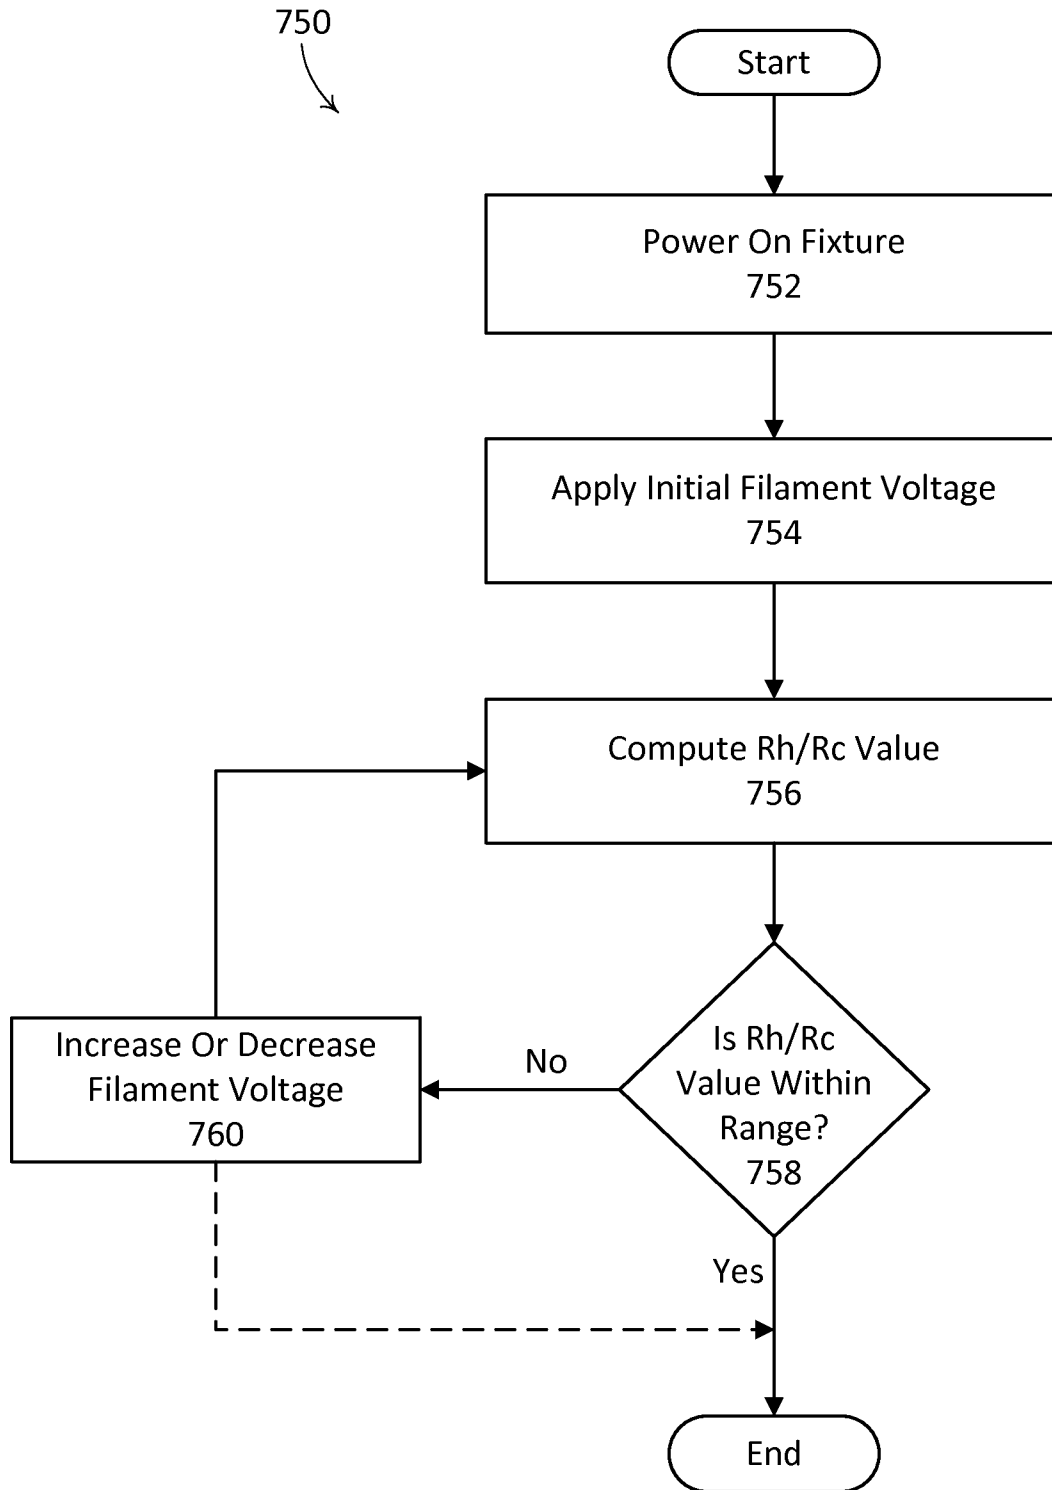 750
Start
Power On Fixture
752
Apply Initial Filament Voltage
754
Compute Rh/Rc Value
756
Is Rh/Rc
Value Within
Range?
758
No
Increase Or Decrease
Filament Voltage
760
Yes
End